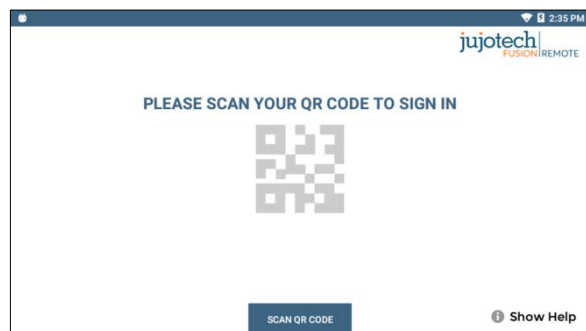 2:35 PM
jujotech
FUSION REMOTE
PLEASE SCAN YOUR QR CODE TO SIGN IN
SCAN QR CODE
Show Help